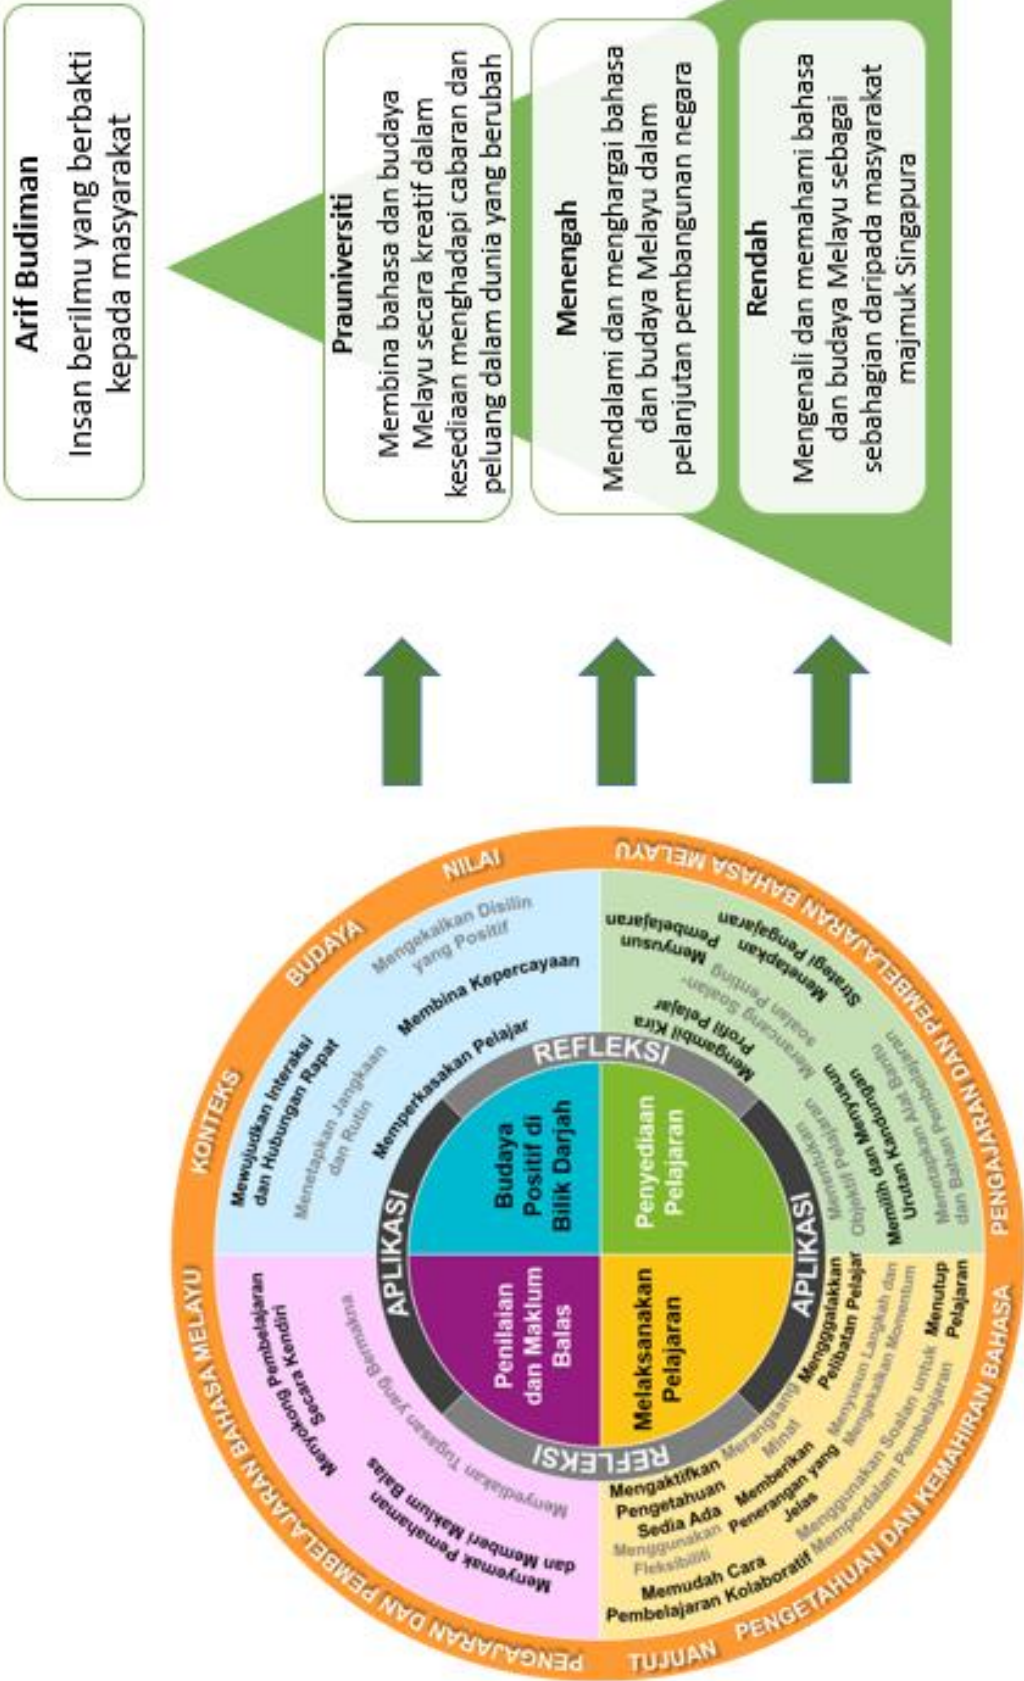 Arif Budiman
Insan berilmu yang berbakti
kepada masyarakat
Prauniversiti
Membina bahasa dan budaya
Melayu secara kreatif dalam
kesediaan menghadapi cabaran dan
peluang dalam dunia yang berubah
Menengah
Mendalami dan menghargai bahasa
dan budaya Melayu dalam
pelanjutan pembangunan negara
Rendah
Mengenali dan memahami bahasa
dan budaya Melayu sebagai
sebahagian daripada masyarakat
majmuk Singapura
KONTEKS
BUDAYA
NILAI
PENGAJARAN DAN PEMBELAJARAN BAHASA MELAYU
PENGETAHUAN DAN KEMAHIRAN BAHASA
TUJUAN
PENGAJARAN DAN PEMBELAJARAN BAHASA MELAYU
Mewujudkan Interaksi
dan Hubungan Rapat
Menetapkan Jangkaan
dan Rutin
Memperkasakan Pelajar
Membina Kepercayaan
Mengekalkan Disilin
yang Positif
Menyusun
Pembelajaran
Menetapkan
Strategi Pengajaran
Merancang Soalan-
soalan Penting
Mengambil Kira
Profil Pelajar
Menentukan
Objektif Pelajaran
Memilih dan Menyusun
Urutan Kandungan
Menetapkan Alat Bantu
dan Bahan Pembelajaran
Menggalakkan
Pelibatan Pelajar
Menyusun Langkah dan
Mengekalkan Momentum
Menutup
Pelajaran
Menggunakan Soalan untuk
Memperdalam Pembelajaran
Merangsang
Minat
Memberikan
Penerangan yang
Jelas
Mengaktifkan
Pengetahuan
Sedia Ada
Menggunakan
Fleksibiliti
Memudah Cara
Pembelajaran Kolaboratif
Menyokong Pembelajaran
Secara Kendiri
Menyediakan Tugasan yang Bermakna
Menyemak Pemahaman
dan Memberi Maklum Balas
APLIKASI
REFLEKSI
APLIKASI
REFLEKSI
Budaya
Positif di
Bilik Darjah
Penyediaan
Pelajaran
Melaksanakan
Pelajaran
Penilaian
dan Maklum
Balas